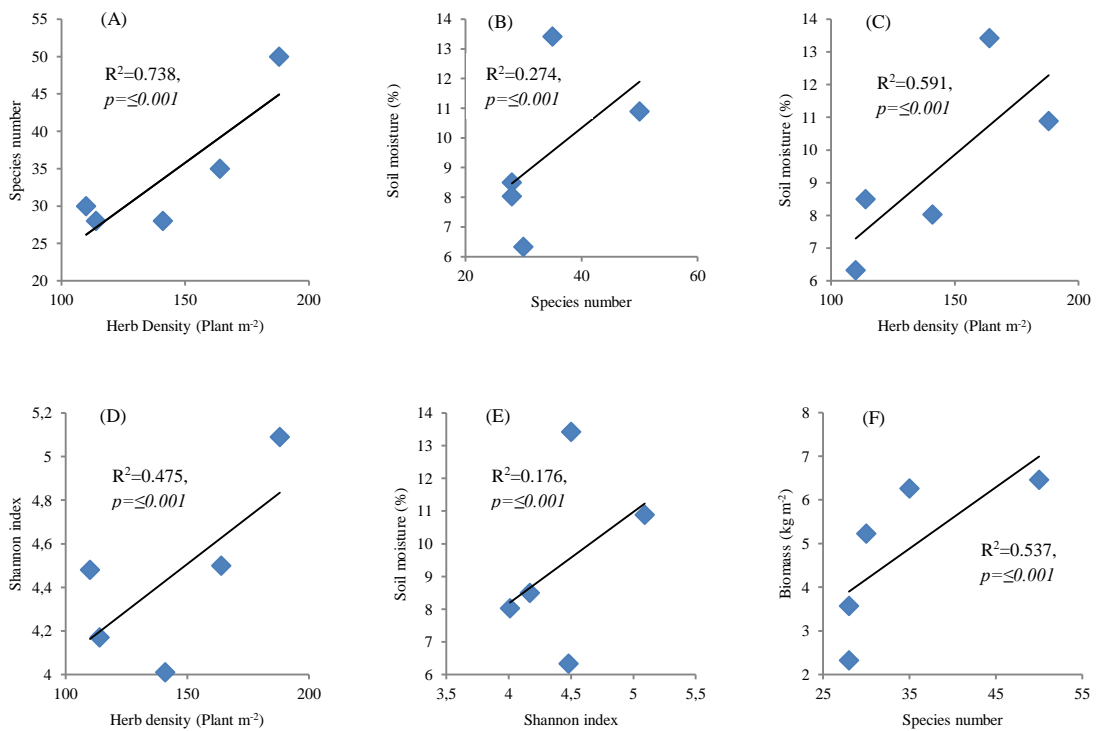 (A)
R²=0.738,
p=≤0.001
55
50
45
40
35
30
25
20
100
150
200
Species number
Herb Density (Plant m⁻²)
(B)
R²=0.274,
p=≤0.001
14
13
12
11
10
9
8
7
6
20
40
60
Soil moisture (%)
Species number
(C)
R²=0.591,
p=≤0.001
14
13
12
11
10
9
8
7
6
100
150
200
Soil moisture (%)
Herb density (Plant m⁻²)
(D)
R²=0.475,
p=≤0.001
5,2
5
4,8
4,6
4,4
4,2
4
100
150
200
Shannon index
Herb density (Plant m⁻²)
(E)
R²=0.176,
p=≤0.001
14
13
12
11
10
9
8
7
6
3,5
4
4,5
5
5,5
Soil moisture (%)
Shannon index
(F)
R²=0.537,
p=≤0.001
8
7
6
5
4
3
2
25
35
45
55
Biomass (kg m⁻²)
Species number